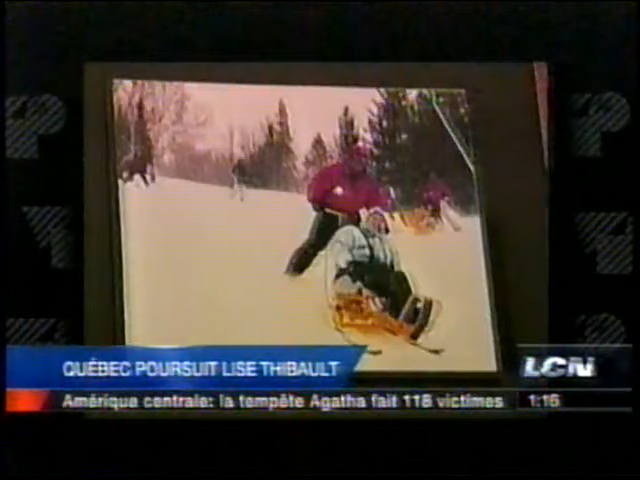 QUÉBEC POURSUIT LISE THIBAULT
LCN
Amérique centrale: la tempête Agatha fait 118 victimes
1:16